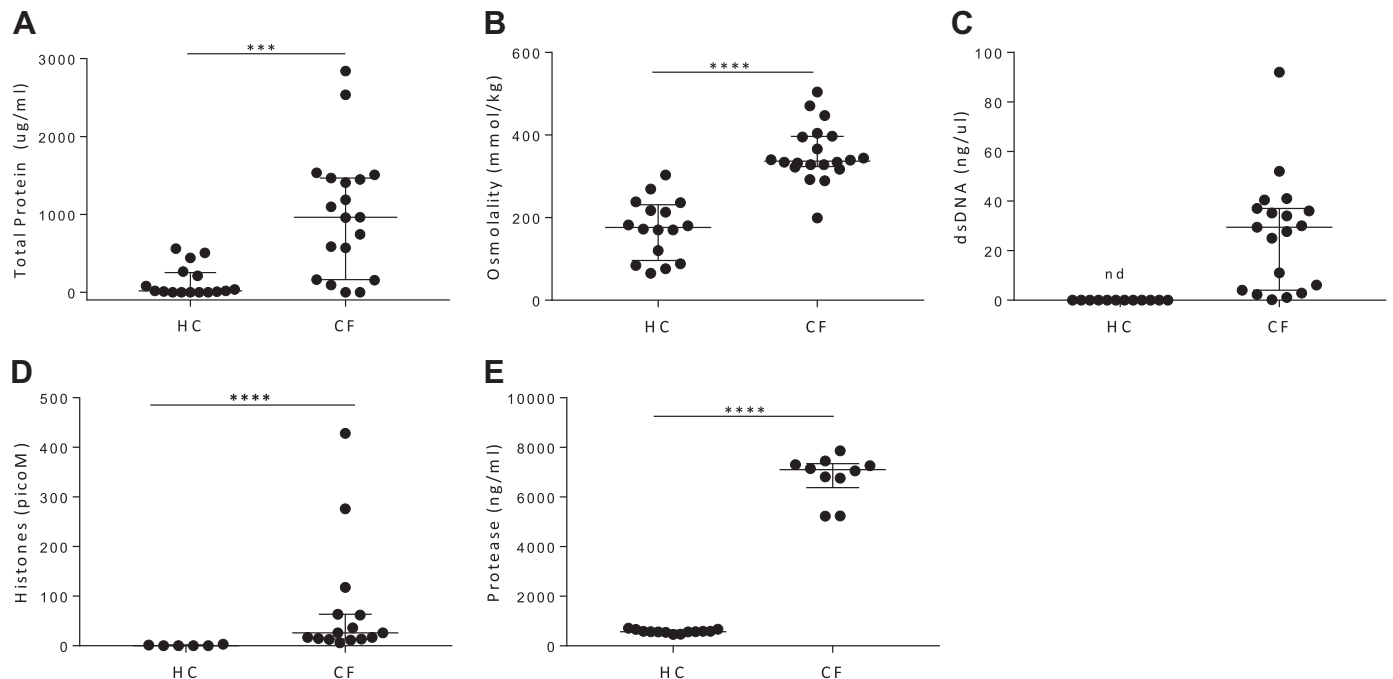 A
Total Protein (ug/ml)
3000
2000
1000
0
***
HC
CF
B
Osmolality (mmol/kg)
600
400
200
0
****
HC
CF
C
dsDNA (ng/ul)
100
80
60
40
20
0
nd
HC
CF
D
Histones (picoM)
500
400
300
200
100
0
****
HC
CF
E
Protease (ng/ml)
10000
8000
6000
4000
2000
0
****
HC
CF